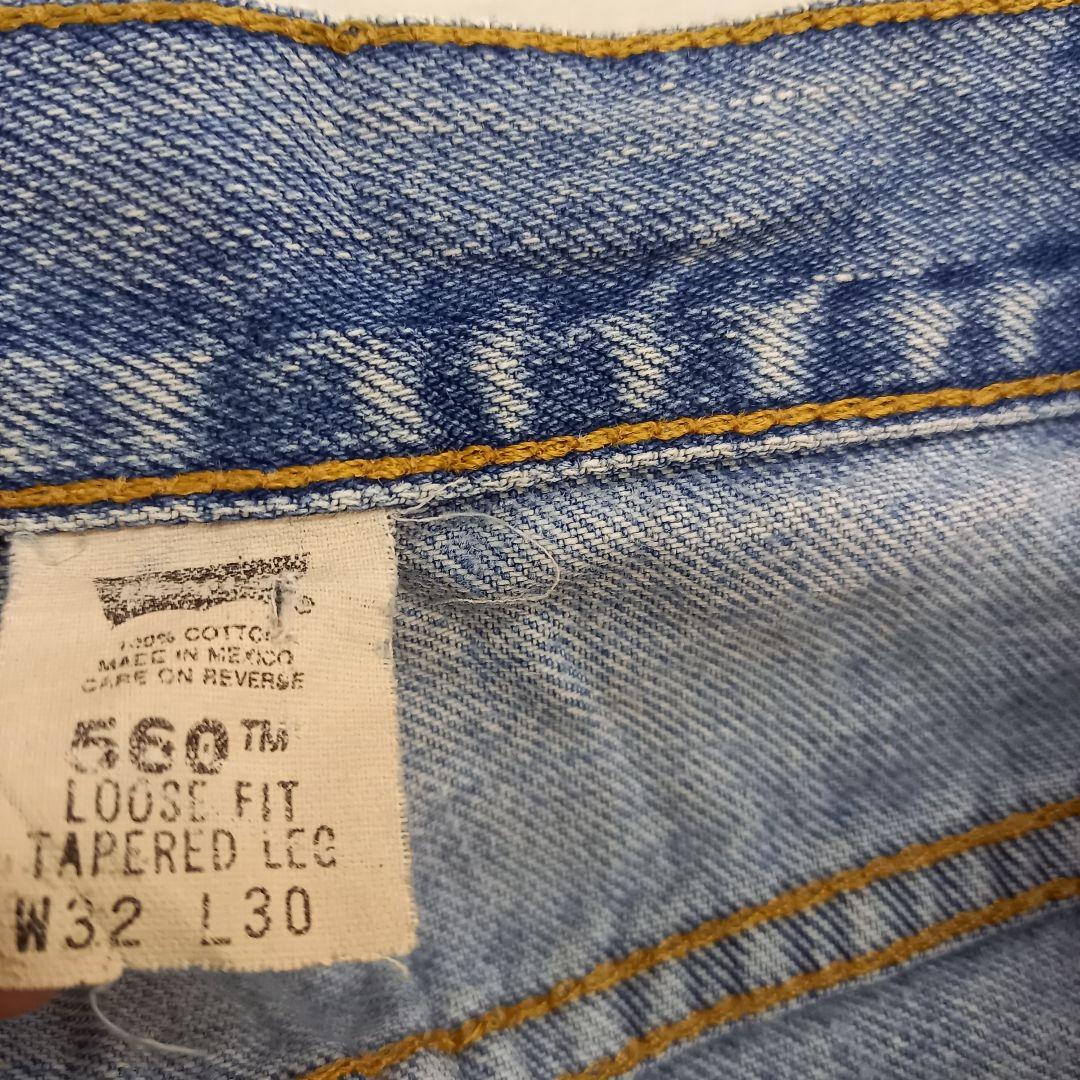 100% COTTON
MADE IN MEXICO
CARE ON REVERSE
560™
LOOSE FIT
TAPERED LEG
W32 L30